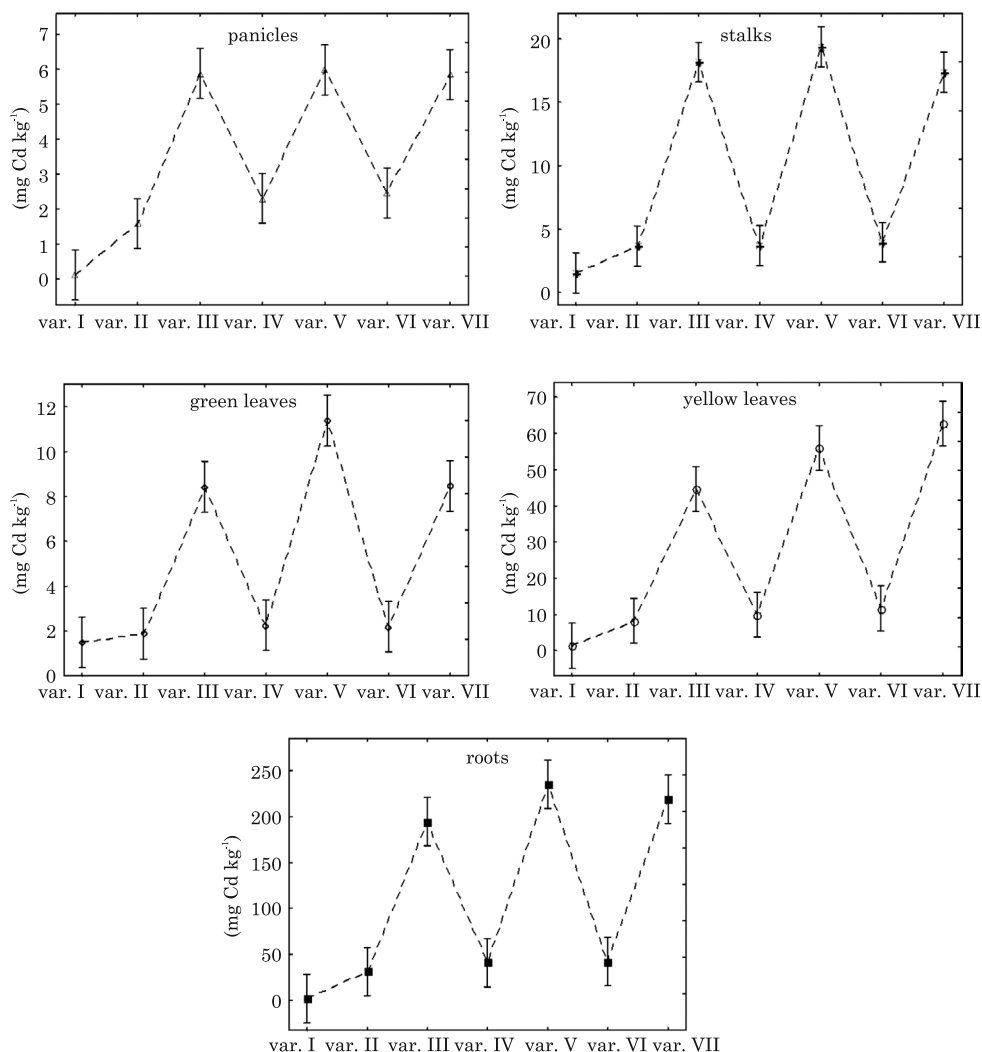 panicles
(mg Cd kg⁻¹)
7
6
5
4
3
2
1
0
var. I var. II var. III var. IV var. V var. VI var. VII
stalks
(mg Cd kg⁻¹)
20
15
10
5
0
var. I var. II var. III var. IV var. V var. VI var. VII
green leaves
(mg Cd kg⁻¹)
12
10
8
6
4
2
0
var. I var. II var. III var. IV var. V var. VI var. VII
yellow leaves
(mg Cd kg⁻¹)
70
60
50
40
30
20
10
0
var. I var. II var. III var. IV var. V var. VI var. VII
roots
(mg Cd kg⁻¹)
250
200
150
100
50
0
var. I var. II var. III var. IV var. V var. VI var. VII